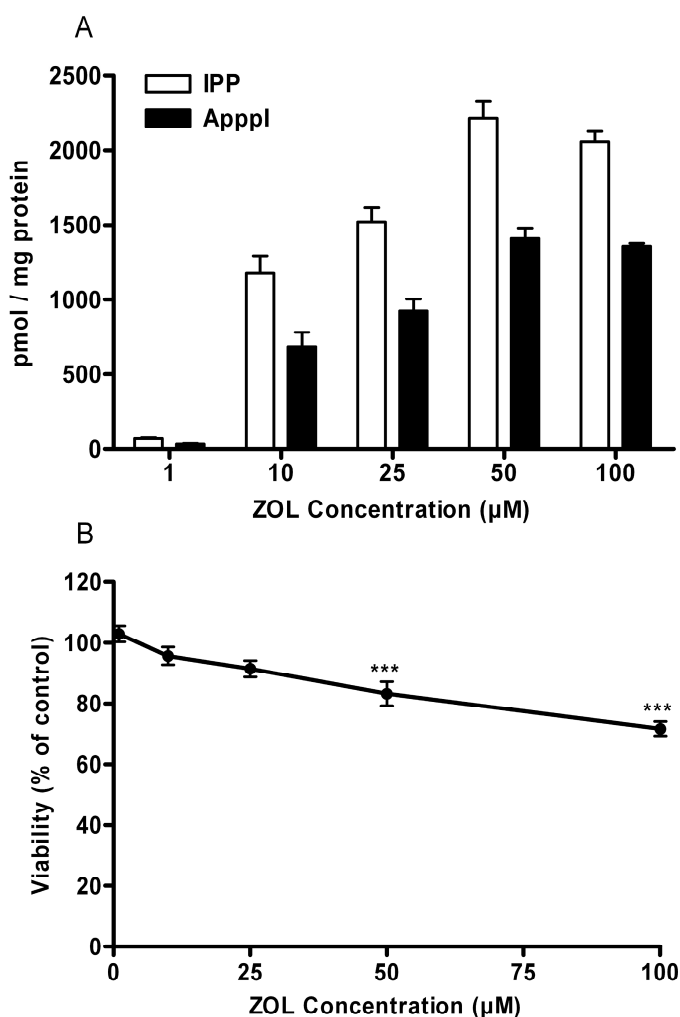 A
2500
2000
1500
1000
500
0
pmol / mg protein
IPP
ApppI
1 10 25 50 100
ZOL Concentration (µM)
B
120
100
80
60
40
20
0
Viability (% of control)
***
***
0 25 50 75 100
ZOL Concentration (µM)